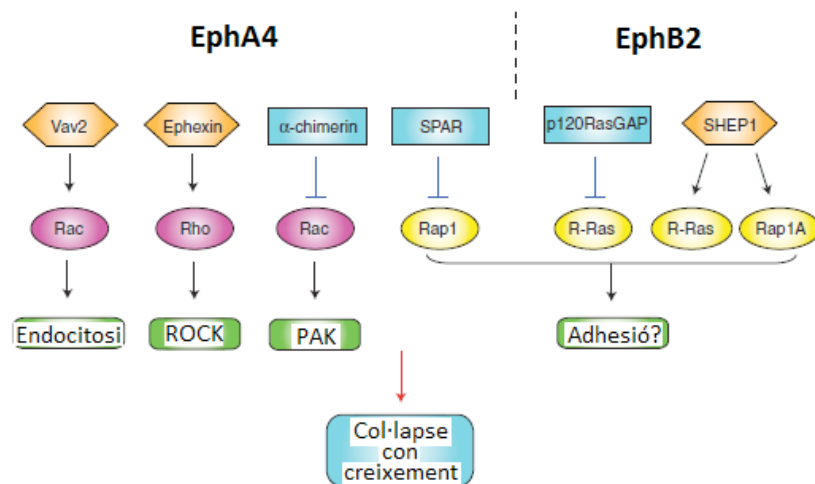 EphA4
EphB2
Vav2
Ephexin
α-chimerin
SPAR
p120RasGAP
SHEP1
Rac
Rho
Rac
Rap1
R-Ras
R-Ras
Rap1A
Endocitosi
ROCK
PAK
Adhesió?
Col·lapse
con
creixement